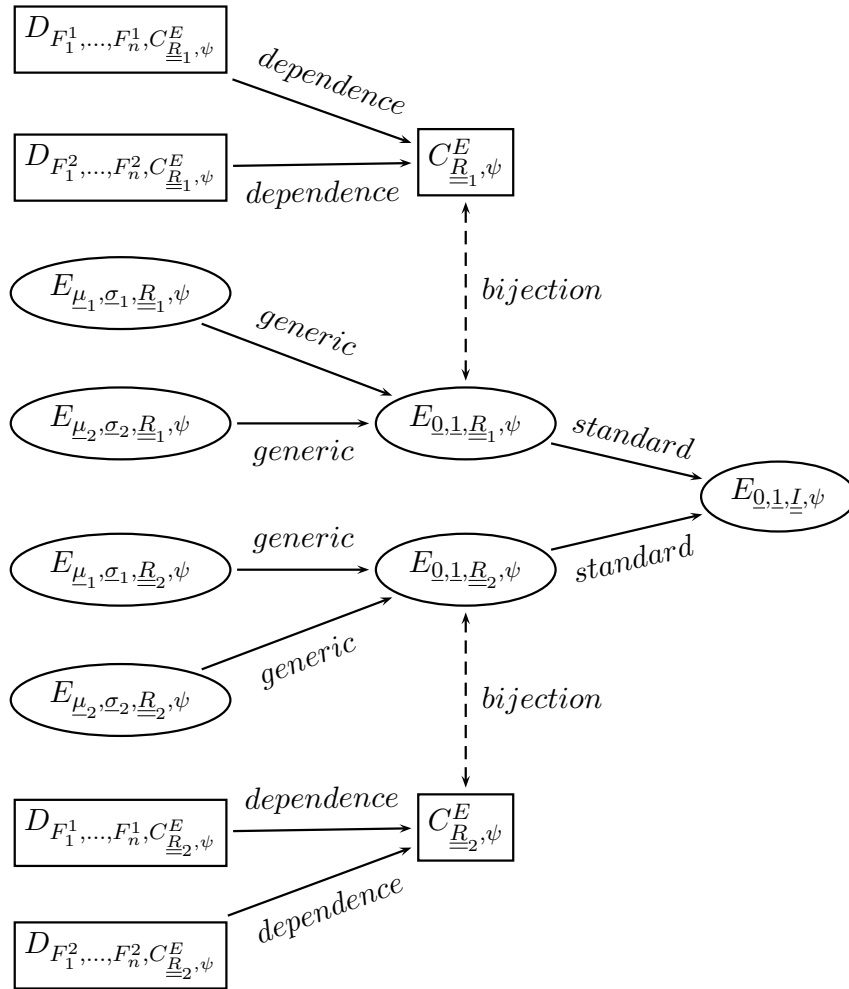 $D_{F_1^1,\ldots,F_n^1,C^E_{\underline{\underline{R}}_1,\psi}}$
dependence
$D_{F_1^2,\ldots,F_n^2,C^E_{\underline{\underline{R}}_1,\psi}}$
dependence
$C^E_{\underline{\underline{R}}_1,\psi}$
bijection
$E_{\underline{\mu}_1,\underline{\sigma}_1,\underline{\underline{R}}_1,\psi}$
generic
$E_{\underline{\mu}_2,\underline{\sigma}_2,\underline{\underline{R}}_1,\psi}$
generic
$E_{\underline{0},\underline{1},\underline{\underline{R}}_1,\psi}$
standard
$E_{\underline{0},\underline{1},\underline{\underline{I}},\psi}$
$E_{\underline{\mu}_1,\underline{\sigma}_1,\underline{\underline{R}}_2,\psi}$
generic
$E_{\underline{0},\underline{1},\underline{\underline{R}}_2,\psi}$
standard
$E_{\underline{\mu}_2,\underline{\sigma}_2,\underline{\underline{R}}_2,\psi}$
generic
bijection
$D_{F_1^1,\ldots,F_n^1,C^E_{\underline{\underline{R}}_2,\psi}}$
dependence
$C^E_{\underline{\underline{R}}_2,\psi}$
$D_{F_1^2,\ldots,F_n^2,C^E_{\underline{\underline{R}}_2,\psi}}$
dependence